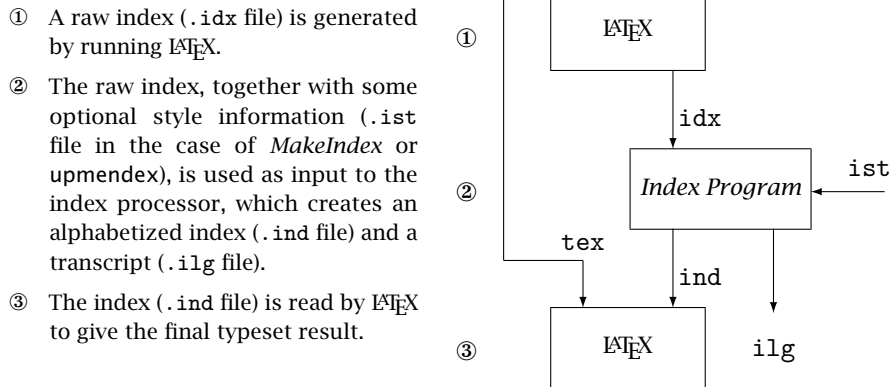 ① A raw index (.idx file) is generated
by running LATEX.
② The raw index, together with some
optional style information (.ist
file in the case of MakeIndex or
upmendex), is used as input to the
index processor, which creates an
alphabetized index (.ind file) and a
transcript (.ilg file).
③ The index (.ind file) is read by LATEX
to give the final typeset result.
① LATEX
idx
ist
② Index Program
tex
ind
③ LATEX
ilg